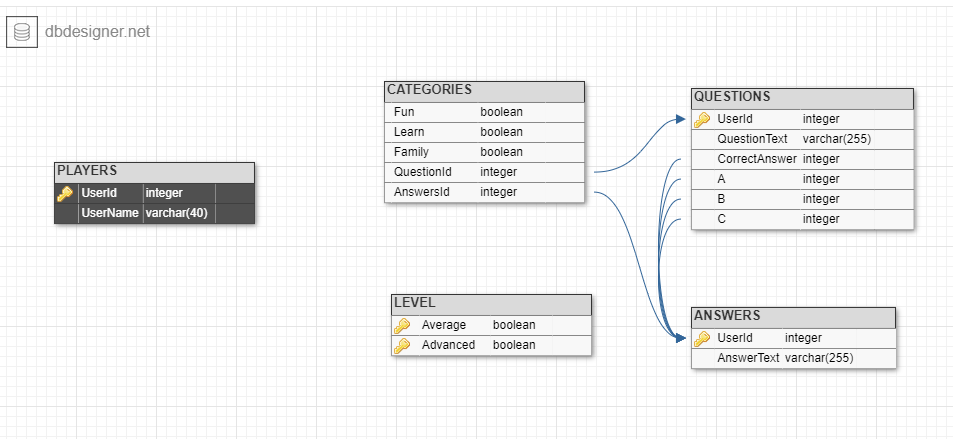 dbdesigner.net
PLAYERS
UserId integer
UserName varchar(40)
CATEGORIES
Fun boolean
Learn boolean
Family boolean
QuestionId integer
AnswersId integer
LEVEL
Average boolean
Advanced boolean
QUESTIONS
UserId integer
QuestionText varchar(255)
CorrectAnswer integer
A integer
B integer
C integer
ANSWERS
UserId integer
AnswerText varchar(255)